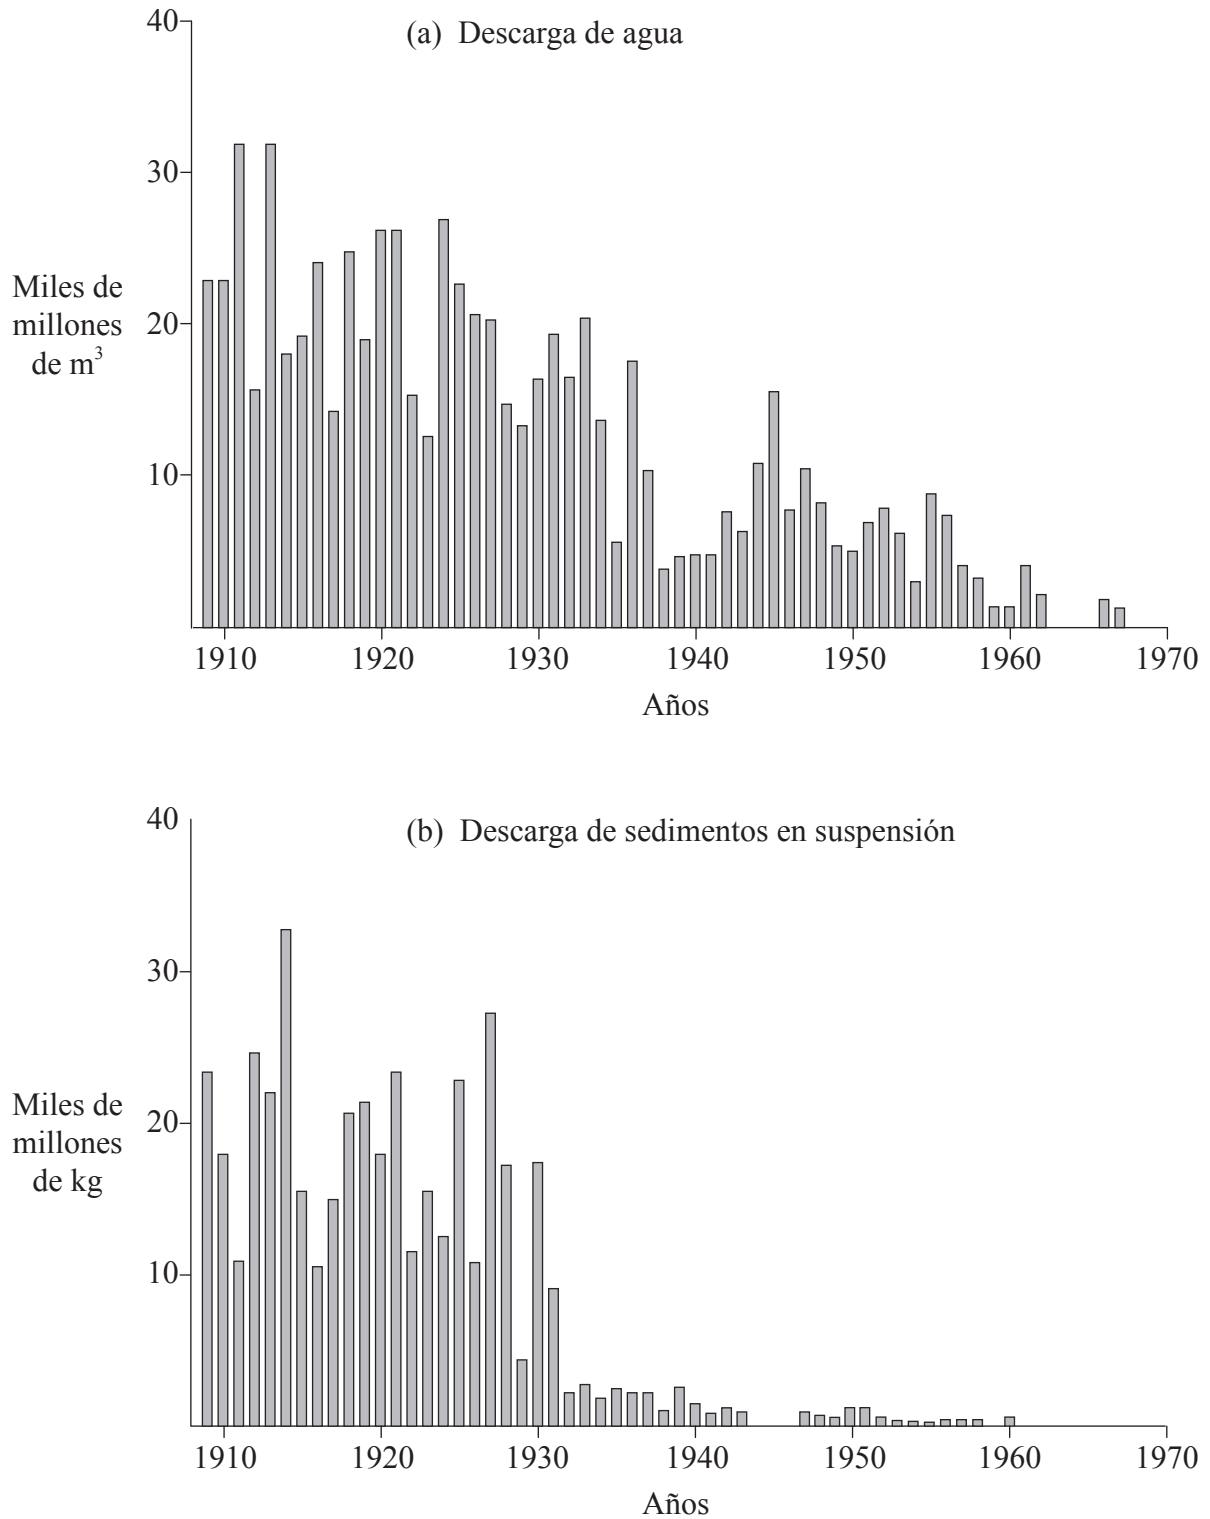 (a) Descarga de agua
40
30
20
10
Miles de
millones
de m³
1910 1920 1930 1940 1950 1960 1970
Años
(b) Descarga de sedimentos en suspensión
40
30
20
10
Miles de
millones
de kg
1910 1920 1930 1940 1950 1960 1970
Años